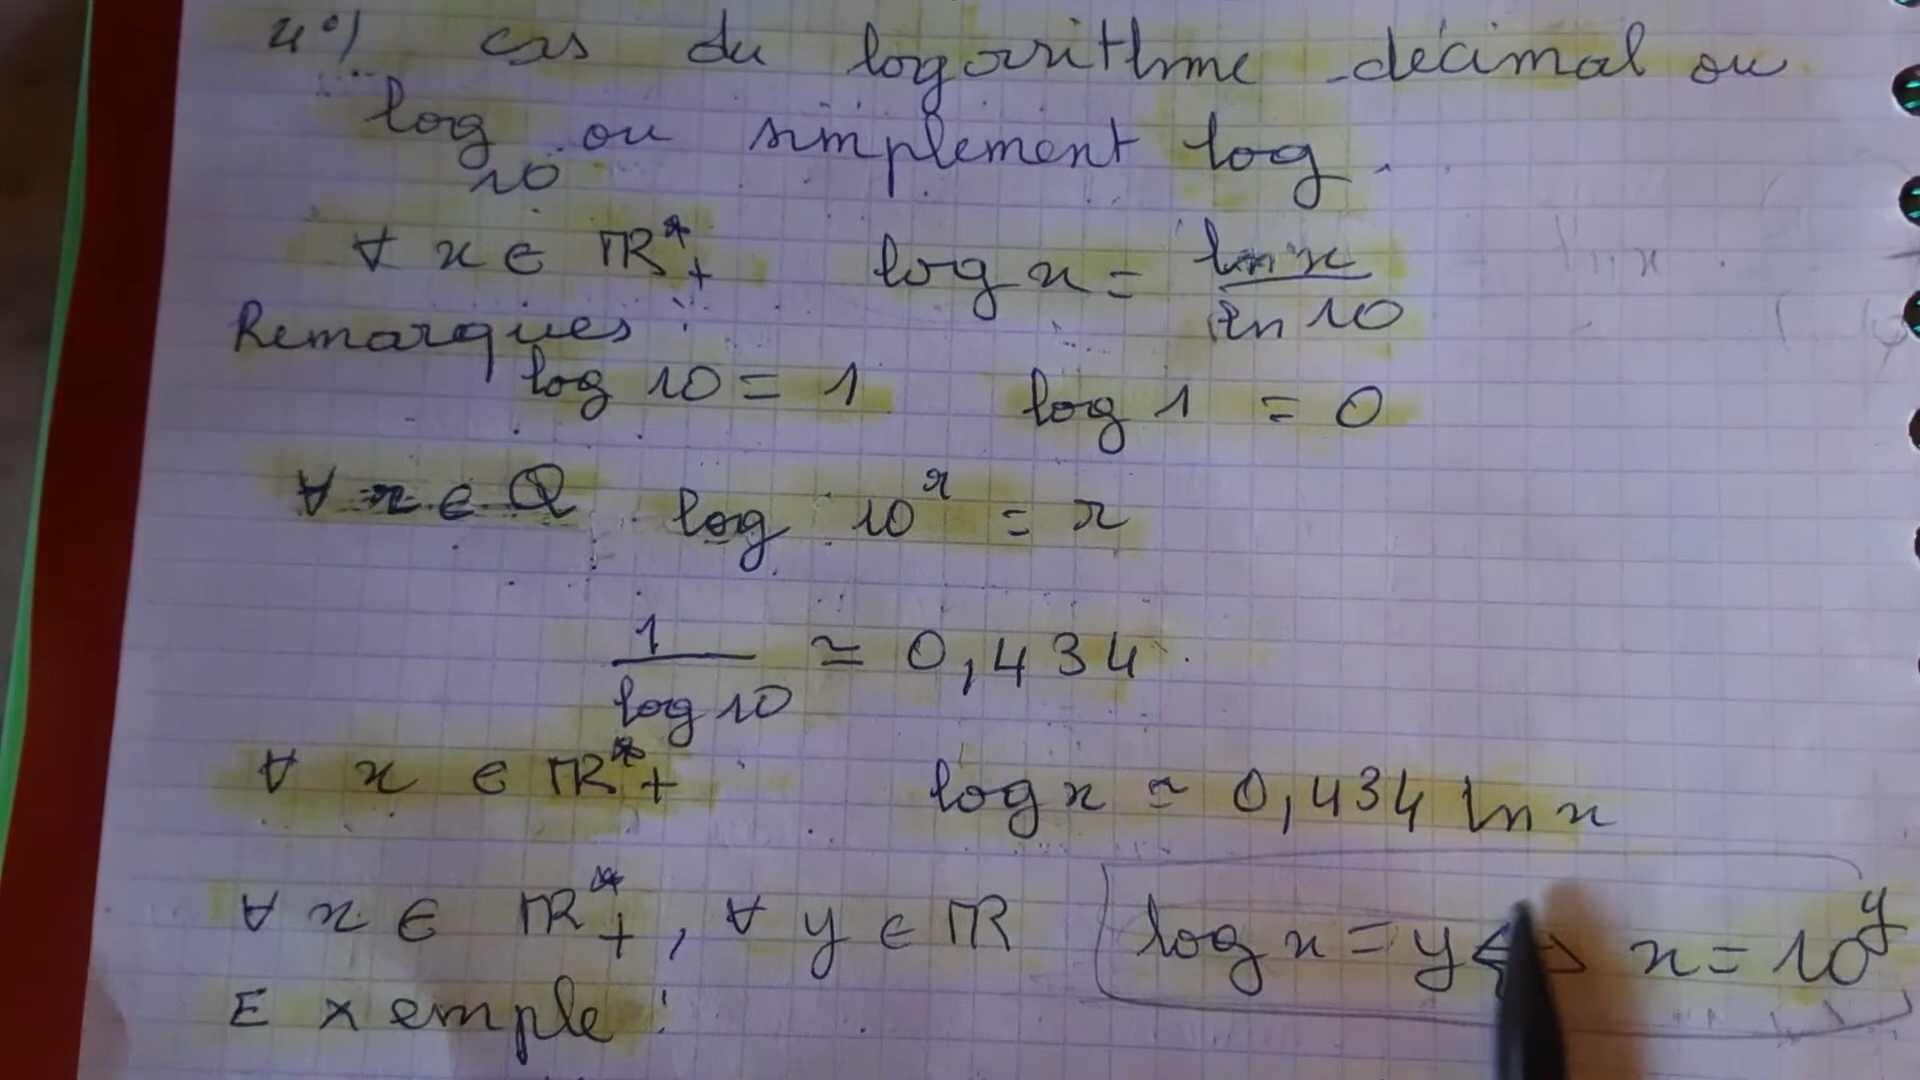 4°) cas du logarithme décimal ou
log₁₀ ou simplement log.
∀ x ∈ ℝ*₊ log x = ln x / ln 10
Remarques :
log 10 = 1 log 1 = 0
∀ r ∈ Q log 10^r = r
1 / log 10 ≃ 0,434
∀ x ∈ ℝ*₊ log x ≃ 0,434 ln x
∀ x ∈ ℝ*₊, ∀ y ∈ ℝ log x = y <=> x = 10^y
Exemple :